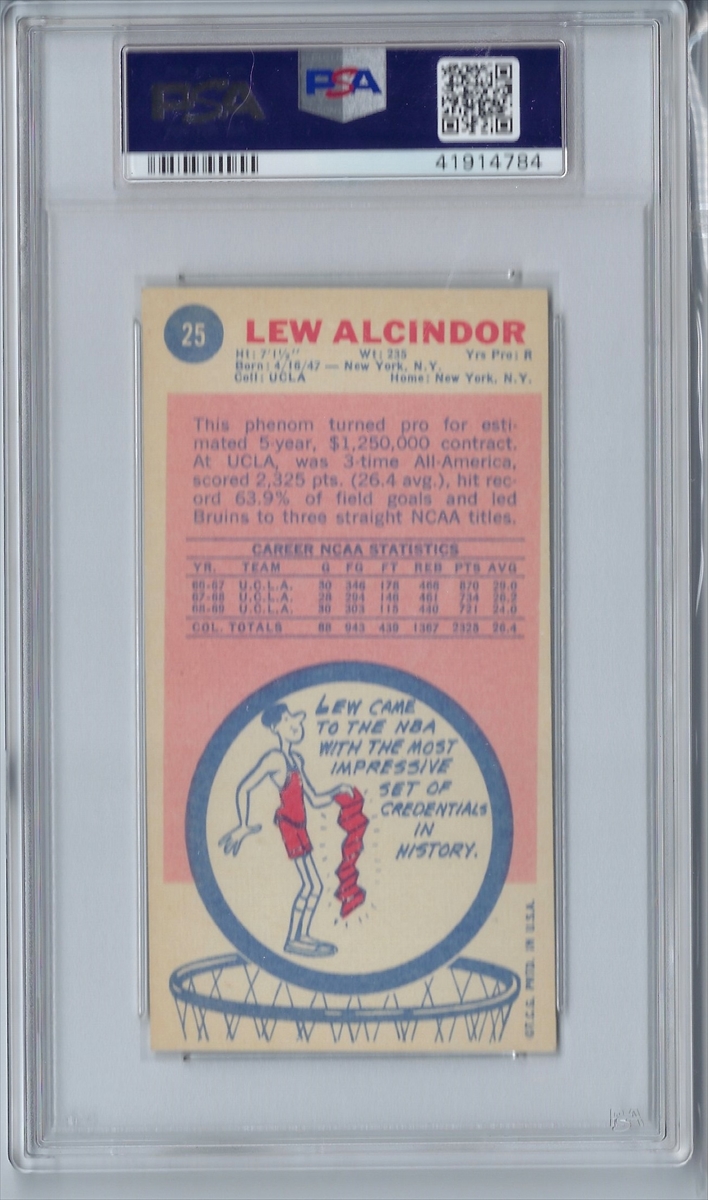 PSA
PSA
41914784
25
LEW ALCINDOR
Ht: 7'1½" Wt: 235 Yrs Pro: R
Born: 4/16/47 — New York, N.Y.
Coll: UCLA Home: New York, N.Y.
This phenom turned pro for esti-
mated 5-year, $1,250,000 contract.
At UCLA, was 3-time All-America,
scored 2,325 pts. (26.4 avg.), hit rec-
ord 63.9% of field goals and led
Bruins to three straight NCAA titles.
CAREER NCAA STATISTICS
YR. TEAM G FG FT REB PTS AVG
66-67 U.C.L.A. 30 346 178 466 870 29.0
67-68 U.C.L.A. 28 294 146 461 734 26.2
68-69 U.C.L.A. 30 303 115 440 721 24.0
COL. TOTALS 88 943 439 1367 2325 26.4
LEW CAME
TO THE NBA
WITH THE MOST
IMPRESSIVE
SET OF
CREDENTIALS
IN
HISTORY.
©T.C.G. PRTD. IN U.S.A.
PSA